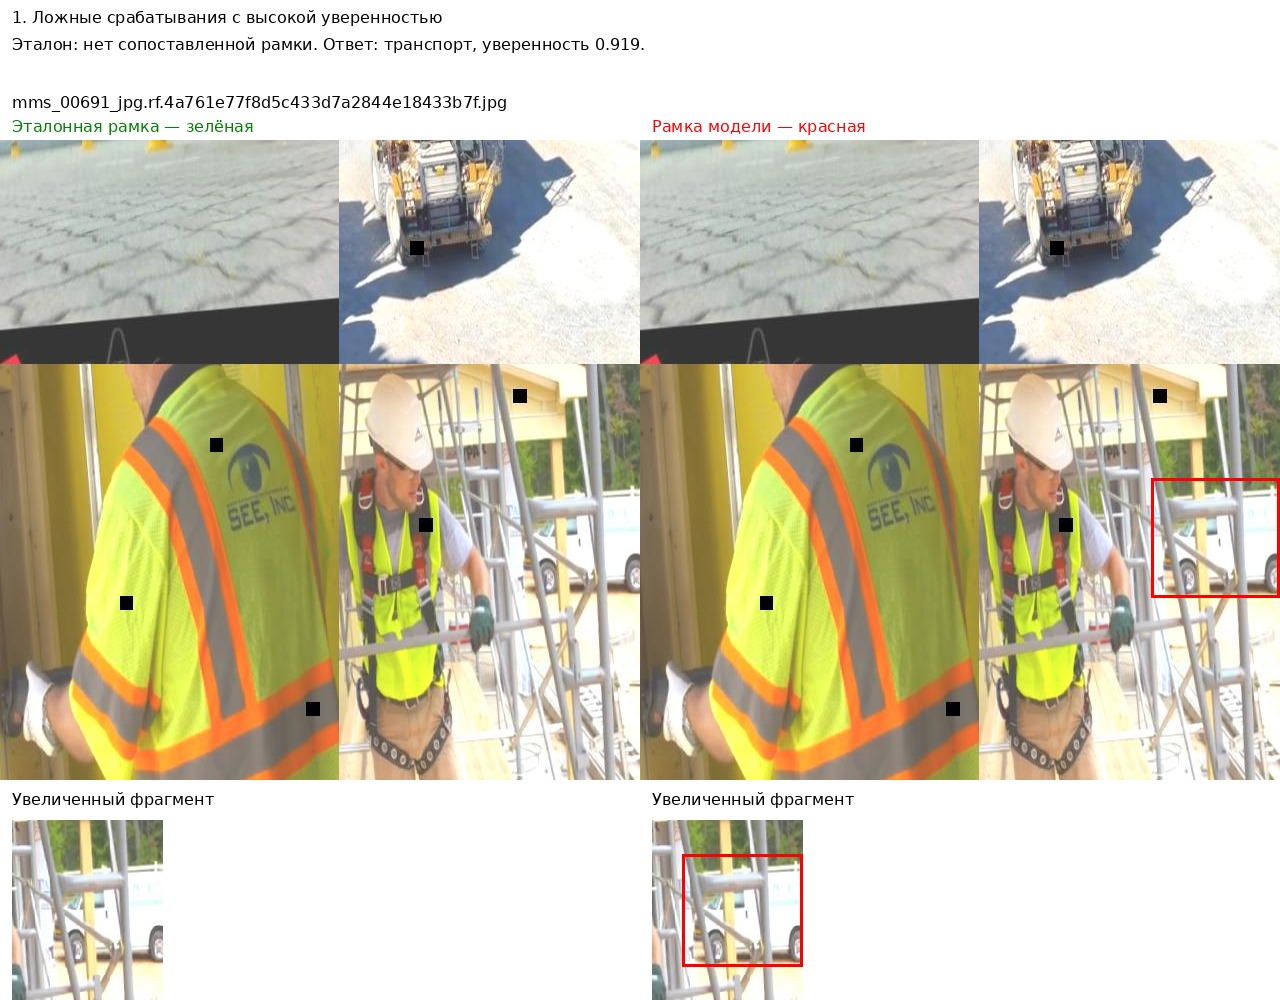 1. Ложные срабатывания с высокой уверенностью
Эталон: нет сопоставленной рамки. Ответ: транспорт, уверенность 0.919.
mms_00691_jpg.rf.4a761e77f8d5c433d7a2844e18433b7f.jpg
Эталонная рамка — зелёная
Рамка модели — красная
SEE, INC
SEE, INC
Увеличенный фрагмент
Увеличенный фрагмент